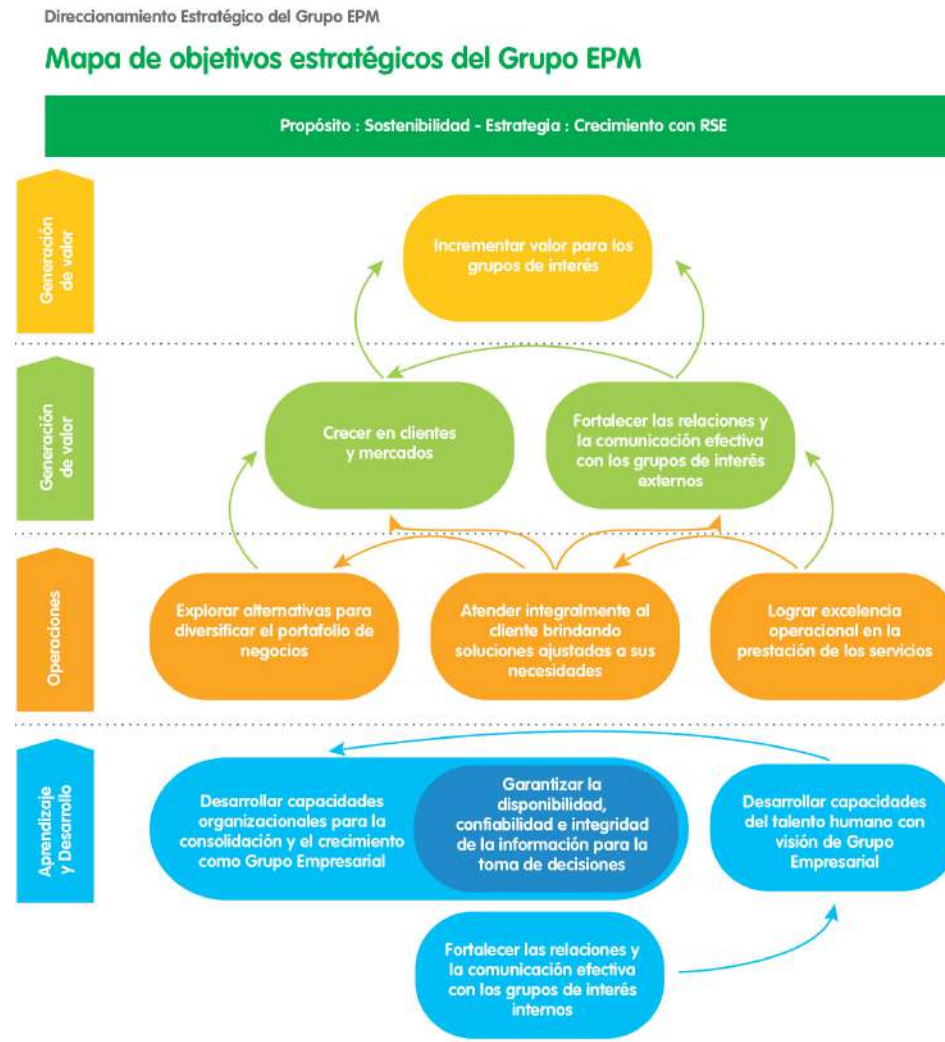 Direccionamiento Estratégico del Grupo EPM
Mapa de objetivos estratégicos del Grupo EPM
Propósito : Sostenibilidad - Estrategia : Crecimiento con RSE
Generación
de valor
Incrementar valor para los
grupos de interés
Generación
de valor
Crecer en clientes
y mercados
Fortalecer las relaciones y
la comunicación efectiva
con los grupos de interés
externos
Operaciones
Explorar alternativas para
diversificar el portafolio de
negocios
Atender integralmente al
cliente brindando
soluciones ajustadas a sus
necesidades
Lograr excelencia
operacional en la
prestación de los servicios
Aprendizaje
y Desarrollo
Desarrollar capacidades
organizacionales para la
consolidación y el crecimiento
como Grupo Empresarial
Garantizar la
disponibilidad,
confiabilidad e integridad
de la información para la
toma de decisiones
Desarrollar capacidades
del talento humano con
visión de Grupo
Empresarial
Fortalecer las relaciones y
la comunicación efectiva
con los grupos de interés
internos